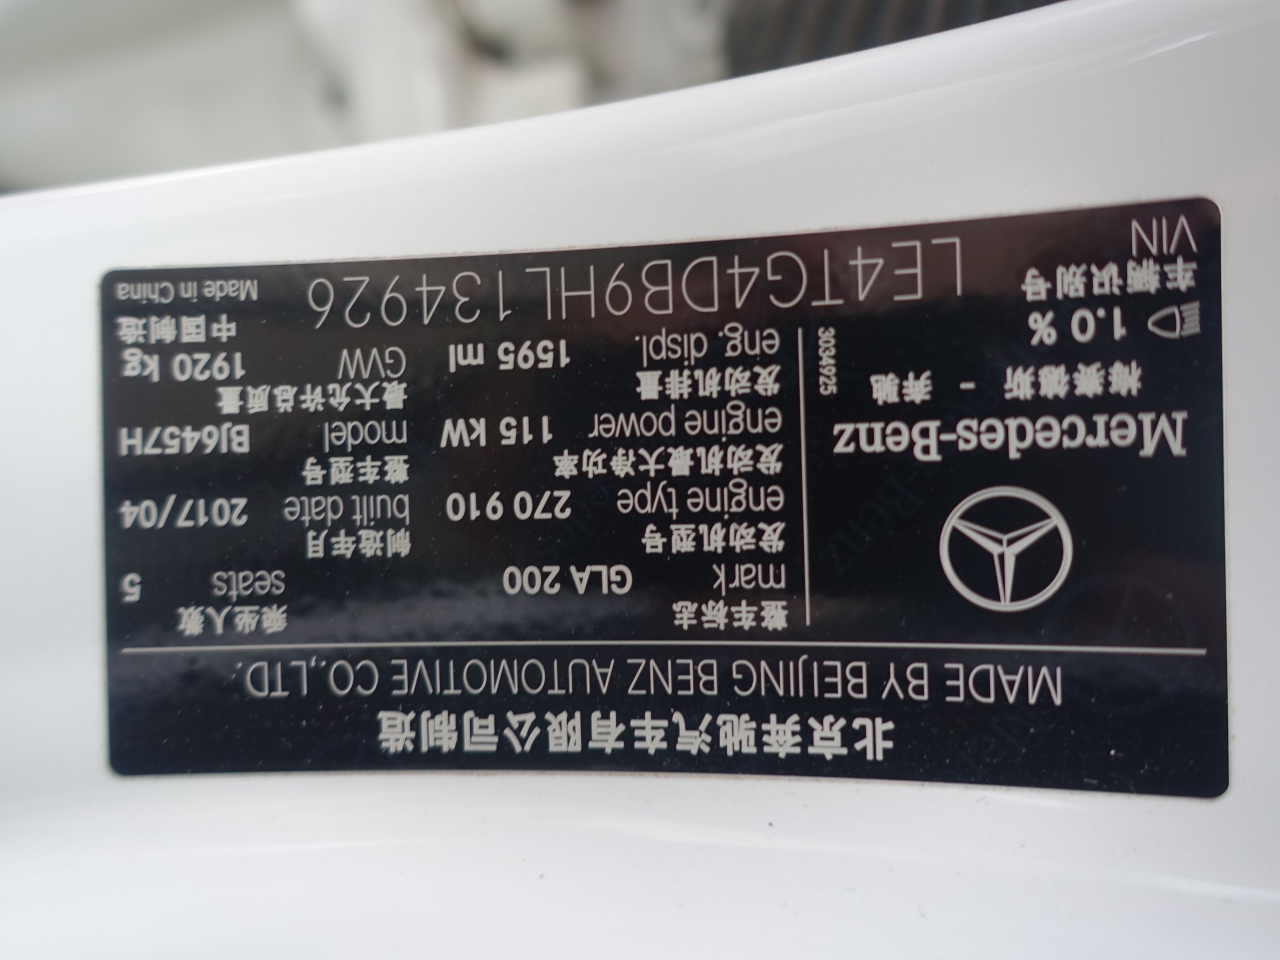 北京奔驰汽车有限公司制造
MADE BY BEIJING BENZ AUTOMOTIVE CO.,LTD.
Mercedes-Benz
梅赛德斯 - 奔驰
1.0 %
3034925
整车标志
mark GLA 200
乘坐人数
seats 5
发动机型号
engine type 270 910
制造年月
built date 2017/04
发动机最大净功率
engine power 115 kW
整车型号
model BJ6457H
发动机排量
eng. displ. 1595 ml
最大允许总质量
GVW 1920 kg
车辆识别号
VIN LE4TG4DB9HL134926
中国制造
Made in China